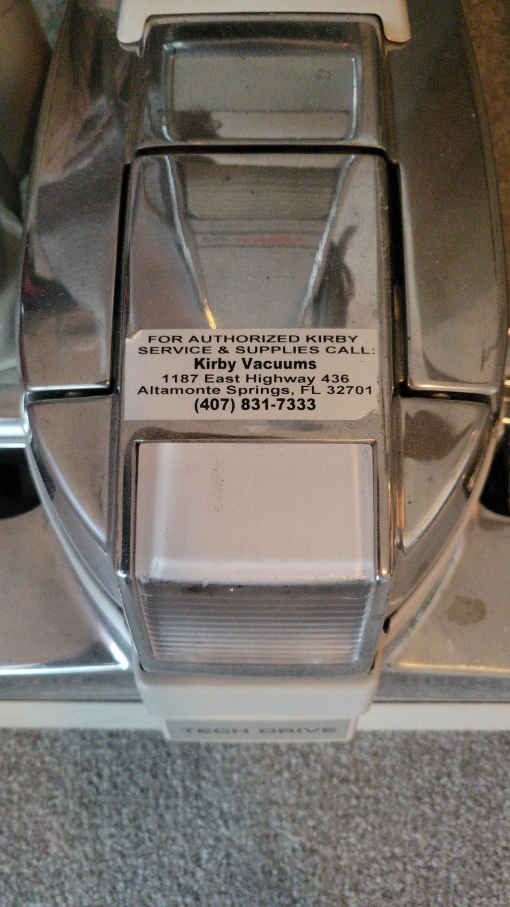 FOR AUTHORIZED KIRBY
SERVICE & SUPPLIES CALL:
Kirby Vacuums
1187 East Highway 436
Altamonte Springs, FL 32701
(407) 831-7333
TECH DRIVE